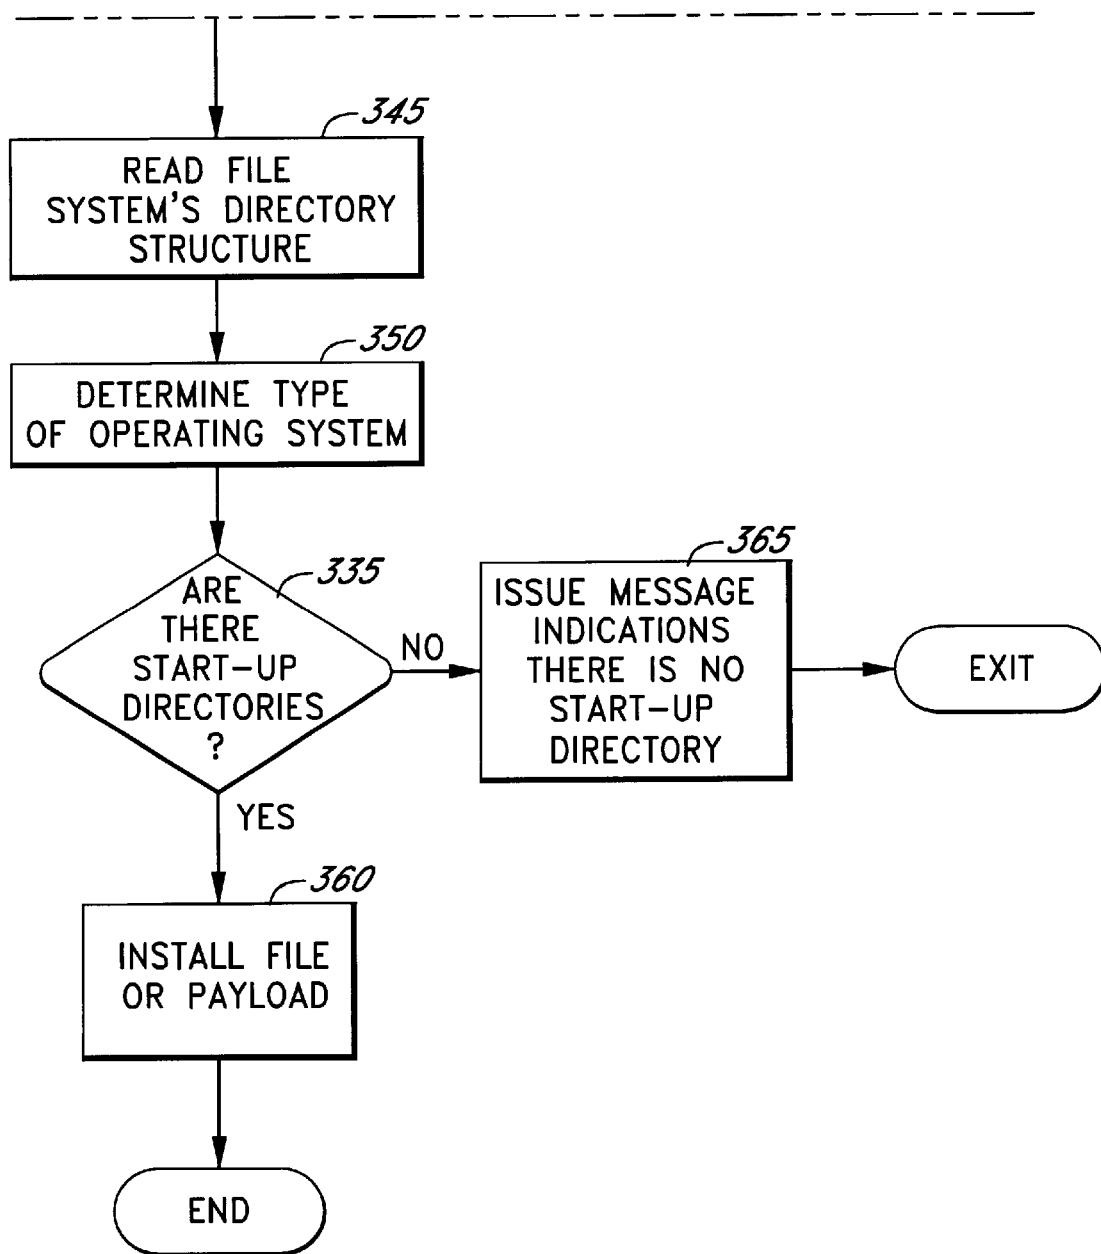 345
READ FILE
SYSTEM'S DIRECTORY
STRUCTURE
350
DETERMINE TYPE
OF OPERATING SYSTEM
335
ARE
THERE
START-UP
DIRECTORIES
?
NO
365
ISSUE MESSAGE
INDICATIONS
THERE IS NO
START-UP
DIRECTORY
EXIT
YES
360
INSTALL FILE
OR PAYLOAD
END